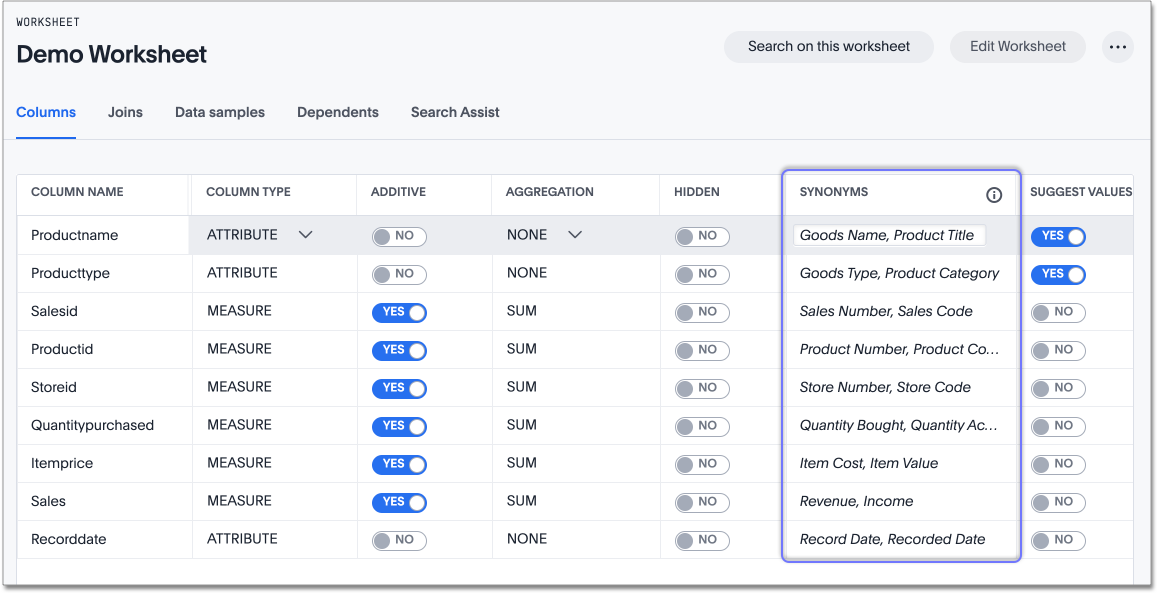 WORKSHEET
Demo Worksheet
Search on this worksheet Edit Worksheet
Columns Joins Data samples Dependents Search Assist
COLUMN NAME COLUMN TYPE ADDITIVE AGGREGATION HIDDEN SYNONYMS SUGGEST VALUES
Productname ATTRIBUTE NO NONE NO Goods Name, Product Title YES
Producttype ATTRIBUTE NO NONE NO Goods Type, Product Category YES
Salesid MEASURE YES SUM NO Sales Number, Sales Code NO
Productid MEASURE YES SUM NO Product Number, Product Co... NO
Storeid MEASURE YES SUM NO Store Number, Store Code NO
Quantitypurchased MEASURE YES SUM NO Quantity Bought, Quantity Ac... NO
Itemprice MEASURE YES SUM NO Item Cost, Item Value NO
Sales MEASURE YES SUM NO Revenue, Income NO
Recorddate ATTRIBUTE NO NONE NO Record Date, Recorded Date NO